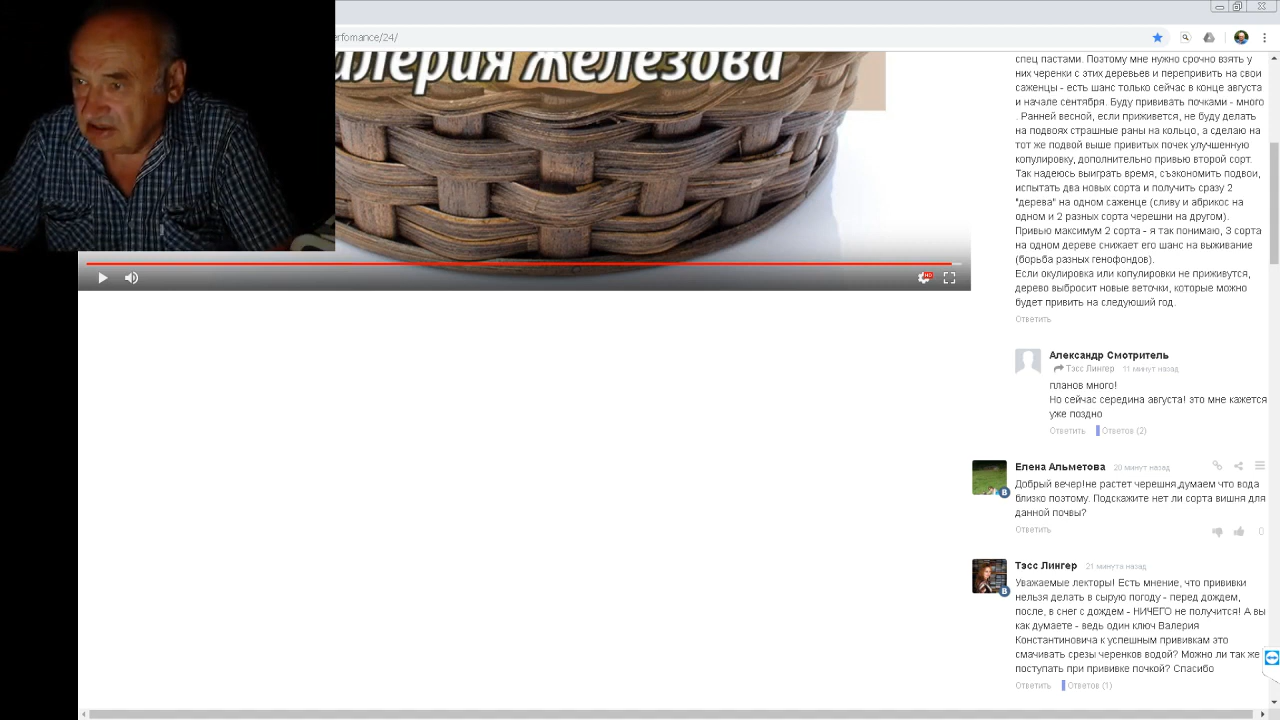 erfomance/24/
алерия Железова
спец пастами. Поэтому мне нужно срочно взять у
них черенки с этих деревьев и перепривить на свои
саженцы - есть шанс только сейчас в конце августа
и начале сентября. Буду прививать почками - много
. Ранней весной, если приживется, не буду делать
на подвоях страшные раны на кольцо, а сделаю на
тот же подвой выше привитых почек улучшенную
копулировку, дополнительно привью второй сорт.
Так надеюсь выиграть время, съэкономить подвои,
испытать два новых сорта и получить сразу 2
"дерева" на одном саженце (сливу и абрикос на
одном и 2 разных сорта черешни на другом).
Привью максимум 2 сорта - я так понимаю, 3 сорта
на одном дереве снижает его шанс на выживание
(борьба разных генофондов).
Если окулировка или копулировки не приживутся,
дерево выбросит новые веточки, которые можно
будет привить на следуюший год.
Ответить
Александр Смотритель
Тэсс Лингер 11 минут назад
планов много!
Но сейчас середина августа! это мне кажется
уже поздно
Ответить Ответов (2)
Елена Альметова 20 минут назад
Добрый вечер!не растет черешня,думаем что вода
близко поэтому. Подскажите нет ли сорта вишня для
данной почвы?
Ответить 0
Тэсс Лингер 21 минута назад
Уважаемые лекторы! Есть мнение, что прививки
нельзя делать в сырую погоду - перед дождем,
после, в снег с дождем - НИЧЕГО не получится! А вы
как думаете - ведь один ключ Валерия
Константиновича к успешным прививкам это
смачивать срезы черенков водой? Можно ли так же
поступать при прививке почкой? Спасибо
Ответить Ответов (1)